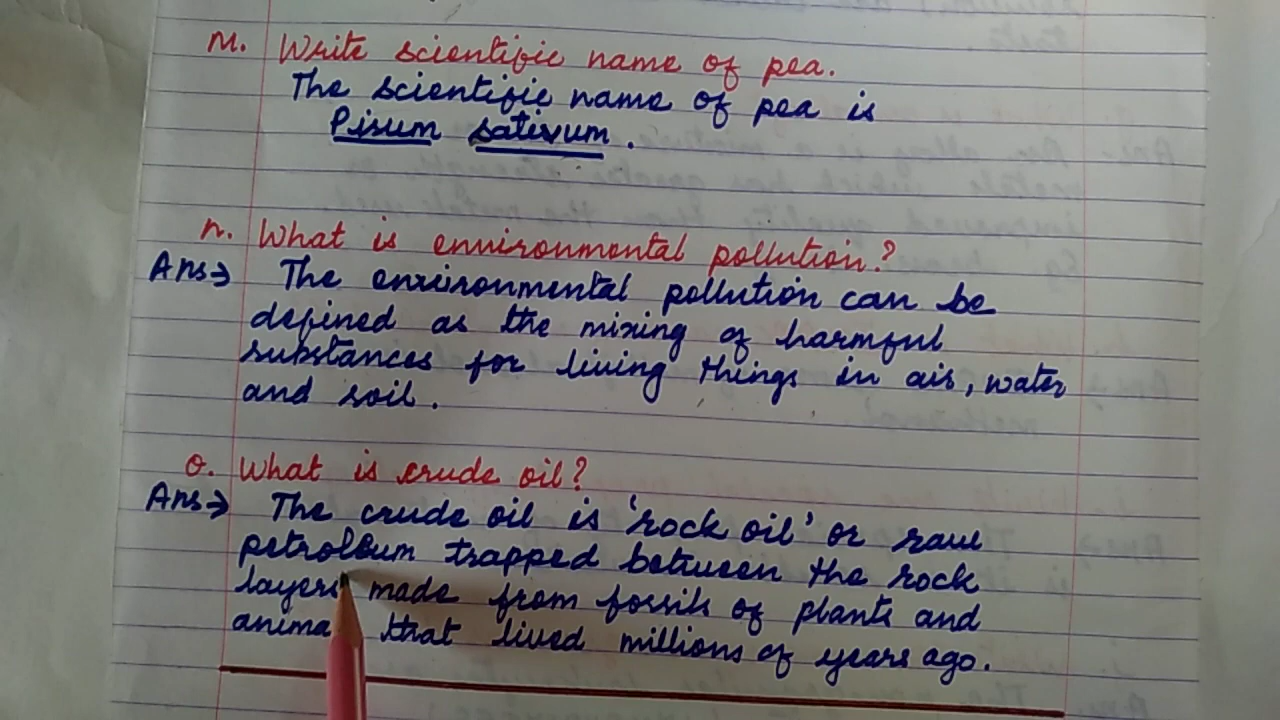 M. Write scientific name of pea.
The scientific name of pea is
Pisum sativum.
n. What is environmental pollution?
Ans→ The environmental pollution can be
defined as the mixing of harmful
substances for living things in air, water
and soil.
o. What is crude oil?
Ans→ The crude oil is 'rock oil' or raw
petroleum trapped between the rock
layers made from fossils of plants and
that lived millions of years ago.